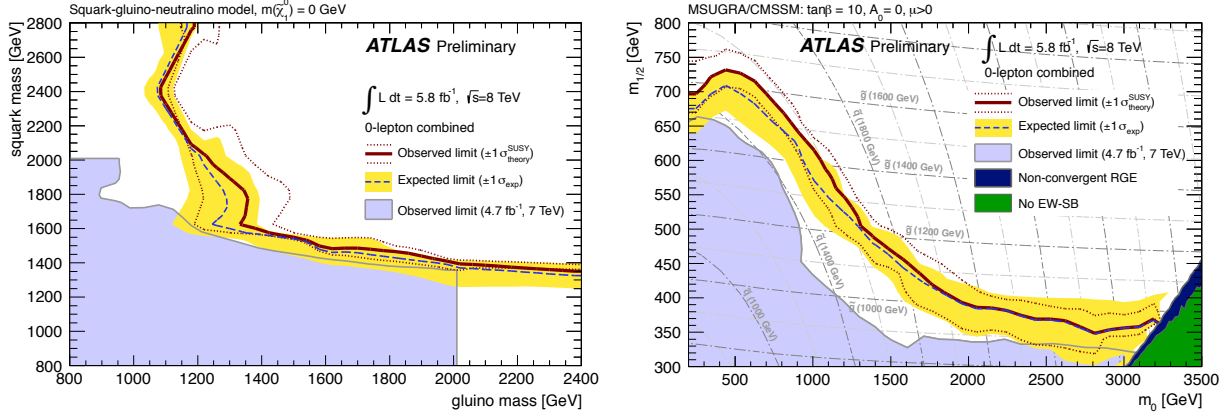 Squark-gluino-neutralino model, m(χ̃₁⁰) = 0 GeV
squark mass [GeV]
2800
2600
2400
2200
2000
1800
1600
1400
1200
1000
800
ATLAS Preliminary
∫ L dt = 5.8 fb⁻¹, √s=8 TeV
0-lepton combined
Observed limit (±1 σ^SUSY_theory)
Expected limit (±1 σ_exp)
Observed limit (4.7 fb⁻¹, 7 TeV)
800 1000 1200 1400 1600 1800 2000 2200 2400
gluino mass [GeV]
MSUGRA/CMSSM: tanβ = 10, A₀ = 0, μ>0
m₁/₂ [GeV]
800
750
700
650
600
550
500
450
400
350
300
ATLAS Preliminary
∫ L dt = 5.8 fb⁻¹, √s=8 TeV
0-lepton combined
Observed limit (±1 σ^SUSY_theory)
Expected limit (±1 σ_exp)
Observed limit (4.7 fb⁻¹, 7 TeV)
Non-convergent RGE
No EW-SB
g̃ (1600 GeV)
q̃ (1800 GeV)
g̃ (1400 GeV)
g̃ (1200 GeV)
q̃ (1400 GeV)
g̃ (1000 GeV)
q̃ (1000 GeV)
500 1000 1500 2000 2500 3000 3500
m₀ [GeV]